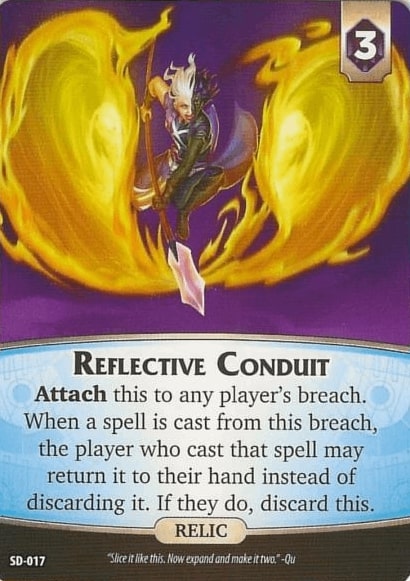 3
REFLECTIVE CONDUIT
Attach this to any player's breach.
When a spell is cast from this breach,
the player who cast that spell may
return it to their hand instead of
discarding it. If they do, discard this.
RELIC
SD-017
"Slice it like this. Now expand and make it two." -Qu